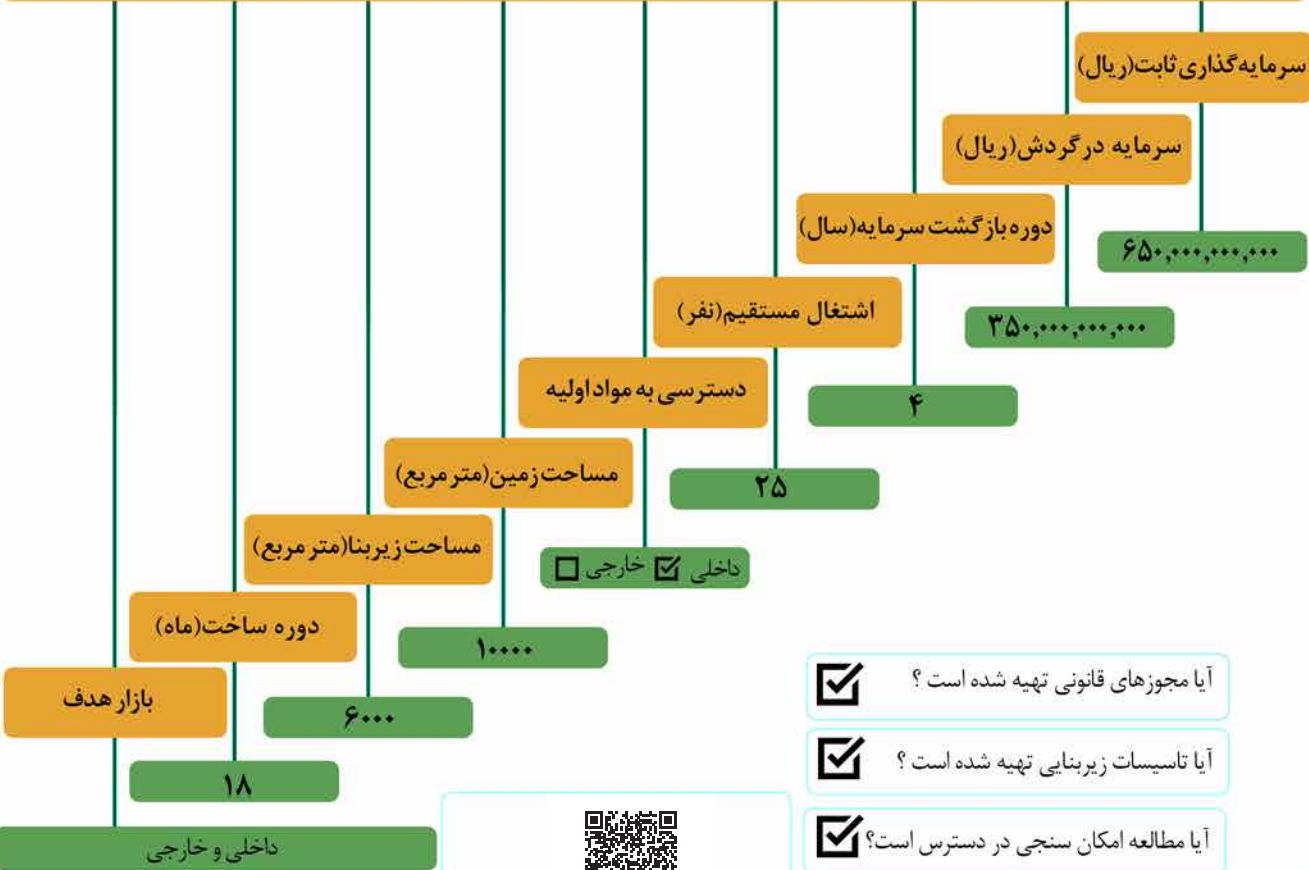 سرمایه‌گذاری ثابت(ریال)
۶۵۰,۰۰۰,۰۰۰,۰۰۰
سرمایه در گردش(ریال)
۳۵۰,۰۰۰,۰۰۰,۰۰۰
دوره بازگشت سرمایه(سال)
۴
اشتغال مستقیم(نفر)
۲۵
دسترسی به مواد اولیه
داخلی ☑ خارجی ☐
مساحت زمین(متر مربع)
۱۰۰۰۰
مساحت زیربنا(متر مربع)
۶۰۰۰
دوره ساخت(ماه)
۱۸
بازار هدف
داخلی و خارجی
آیا مجوزهای قانونی تهیه شده است ؟ ☑
آیا تاسیسات زیربنایی تهیه شده است ؟ ☑
آیا مطالعه امکان سنجی در دسترس است؟ ☑